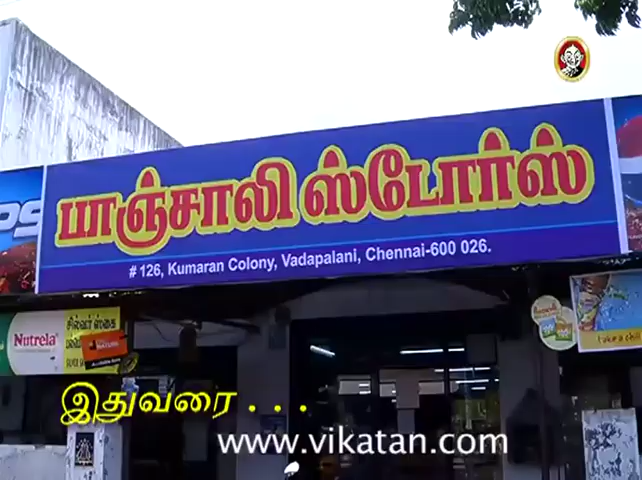 பாஞ்சாலி ஸ்டோர்ஸ்
# 126, Kumaran Colony, Vadapalani, Chennai-600 026.
Nutrela
இதுவரை . . .
www.vikatan.com